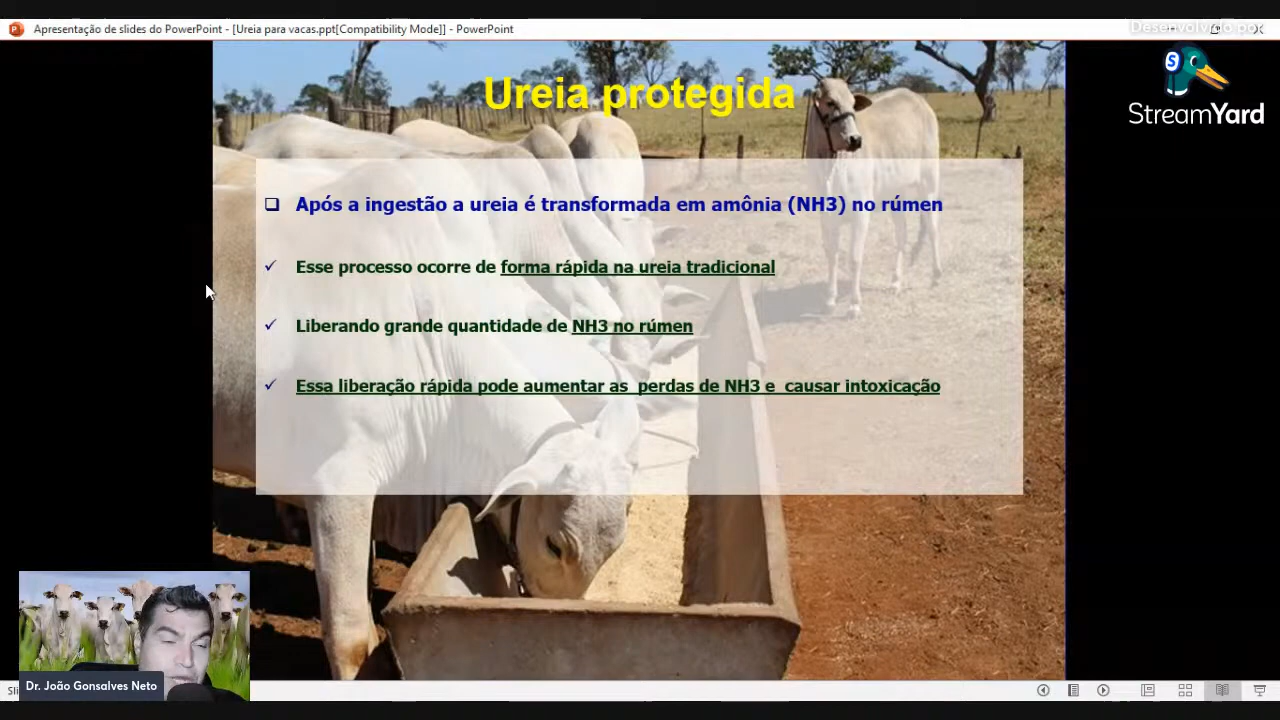 Apresentação de slides do PowerPoint - [Ureia para vacas.ppt[Compatibility Mode]] - PowerPoint
StreamYard
Ureia protegida
Após a ingestão a ureia é transformada em amônia (NH3) no rúmen
Esse processo ocorre de forma rápida na ureia tradicional
Liberando grande quantidade de NH3 no rúmen
Essa liberação rápida pode aumentar as perdas de NH3 e causar intoxicação
Dr. João Gonsalves Neto